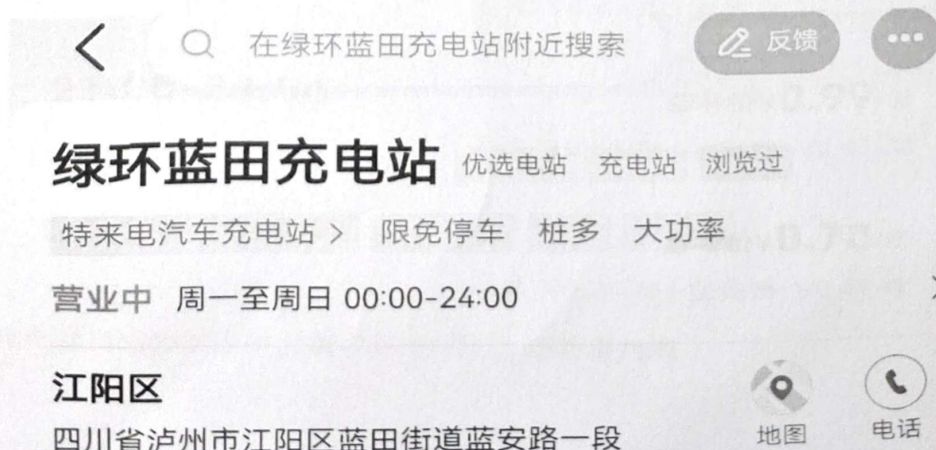 在绿环蓝田充电站附近搜索 反馈
绿环蓝田充电站 优选电站 充电站 浏览过
特来电汽车充电站 > 限免停车 桩多 大功率
营业中 周一至周日 00:00-24:00
江阳区
四川省泸州市江阳区蓝田街道蓝安路一段
地图 电话